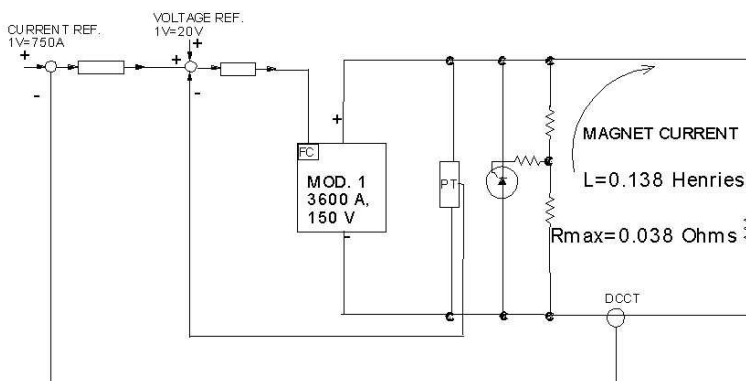 VOLTAGE REF.
1V=20V
CURRENT REF.
1V=750A
+
+
+
-
-
+
FC
MOD. 1
3600 A,
150 V
-
PT
MAGNET CURRENT
L=0.138 Henries
Rmax=0.038 Ohms
DCCT